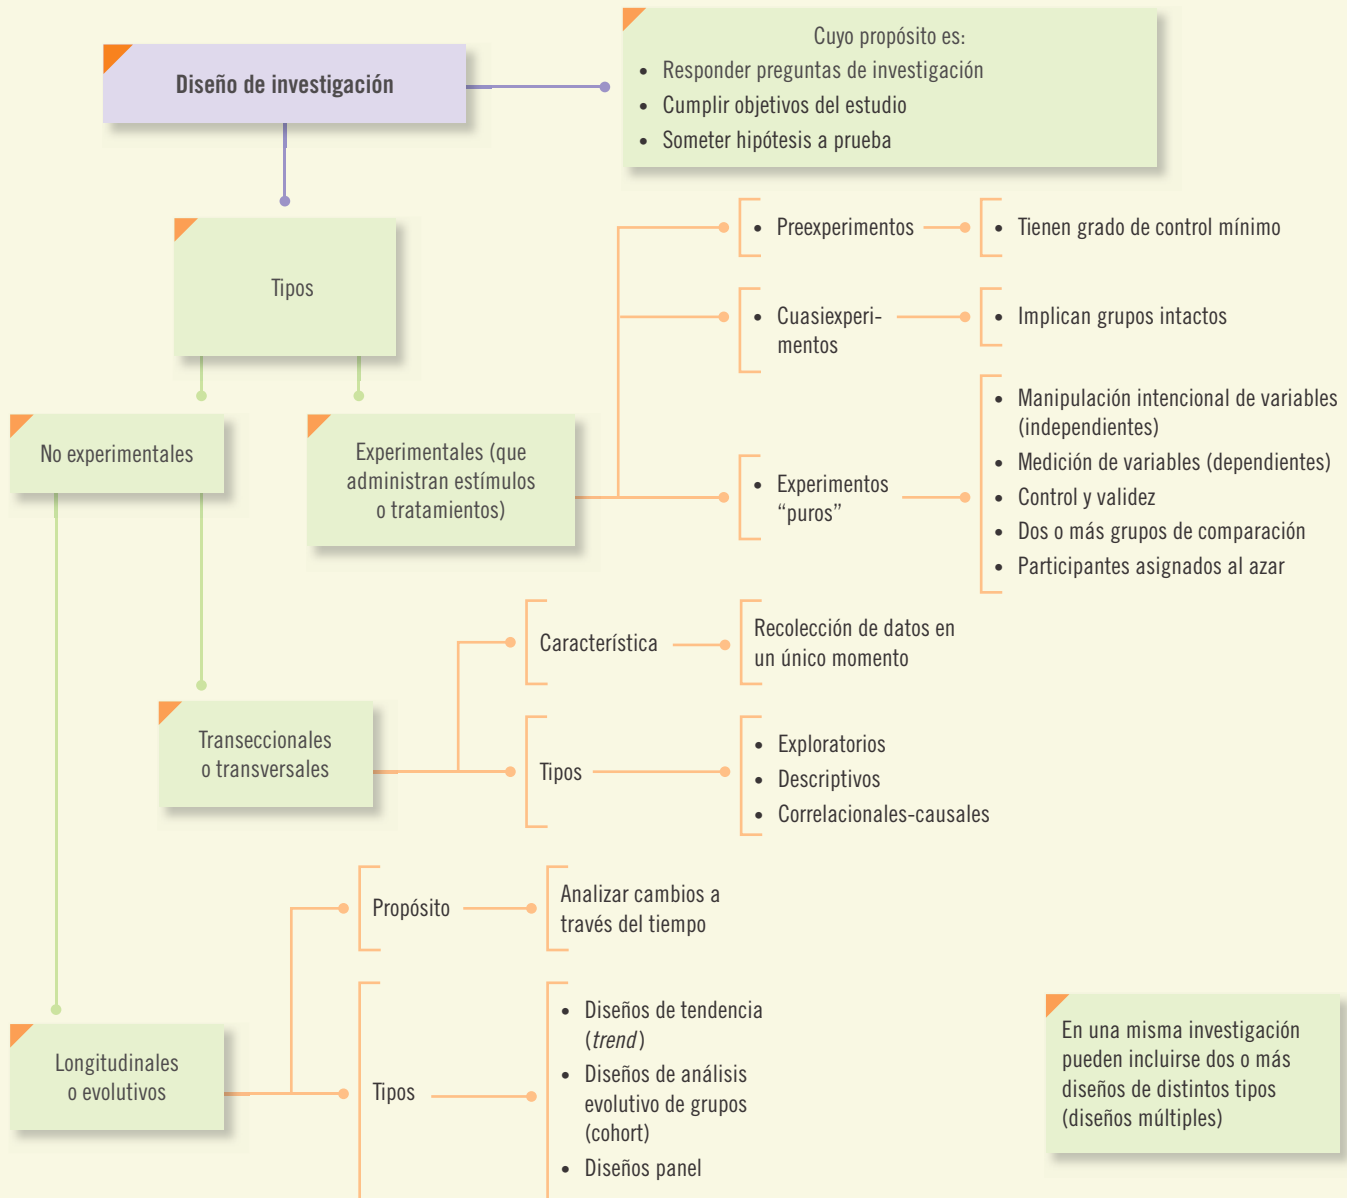 Diseño de investigación
Cuyo propósito es:
• Responder preguntas de investigación
• Cumplir objetivos del estudio
• Someter hipótesis a prueba
Tipos
No experimentales
Experimentales (que
administran estímulos
o tratamientos)
• Preexperimentos
• Tienen grado de control mínimo
• Cuasiexperi-
mentos
• Implican grupos intactos
• Experimentos
“puros”
• Manipulación intencional de variables
(independientes)
• Medición de variables (dependientes)
• Control y validez
• Dos o más grupos de comparación
• Participantes asignados al azar
Transeccionales
o transversales
Característica
Recolección de datos en
un único momento
Tipos
• Exploratorios
• Descriptivos
• Correlacionales-causales
Longitudinales
o evolutivos
Propósito
Analizar cambios a
través del tiempo
Tipos
• Diseños de tendencia
(trend)
• Diseños de análisis
evolutivo de grupos
(cohort)
• Diseños panel
En una misma investigación
pueden incluirse dos o más
diseños de distintos tipos
(diseños múltiples)